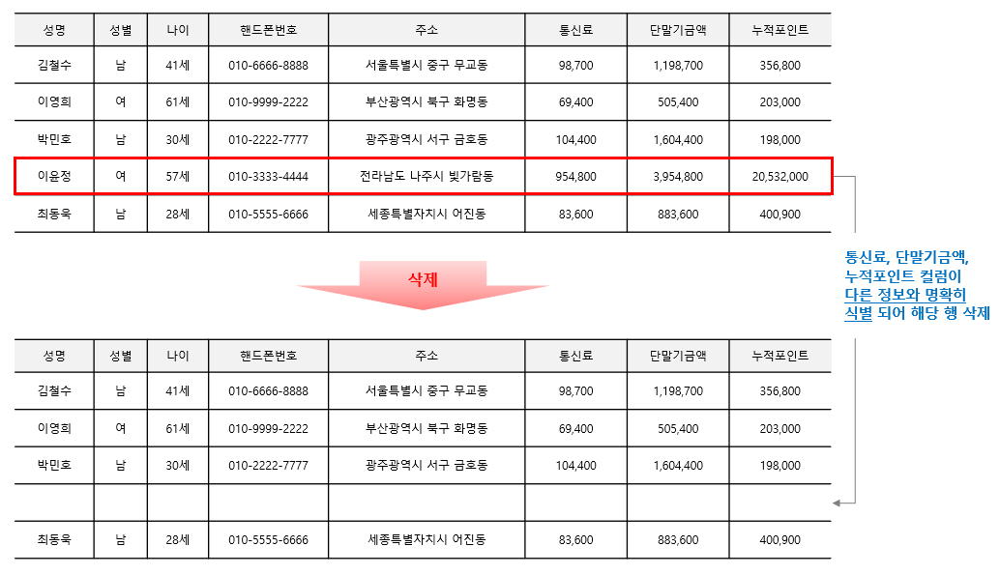 성명 성별 나이 핸드폰번호 주소 통신료 단말기금액 누적포인트
김철수 남 41세 010-6666-8888 서울특별시 중구 무교동 98,700 1,198,700 356,800
이영희 여 61세 010-9999-2222 부산광역시 북구 화명동 69,400 505,400 203,000
박민호 남 30세 010-2222-7777 광주광역시 서구 금호동 104,400 1,604,400 198,000
이윤정 여 57세 010-3333-4444 전라남도 나주시 빛가람동 954,800 3,954,800 20,532,000
최동욱 남 28세 010-5555-6666 세종특별자치시 어진동 83,600 883,600 400,900
삭제
통신료, 단말기금액,
누적포인트 컬럼이
다른 정보와 명확히
식별 되어 해당 행 삭제
성명 성별 나이 핸드폰번호 주소 통신료 단말기금액 누적포인트
김철수 남 41세 010-6666-8888 서울특별시 중구 무교동 98,700 1,198,700 356,800
이영희 여 61세 010-9999-2222 부산광역시 북구 화명동 69,400 505,400 203,000
박민호 남 30세 010-2222-7777 광주광역시 서구 금호동 104,400 1,604,400 198,000
최동욱 남 28세 010-5555-6666 세종특별자치시 어진동 83,600 883,600 400,900